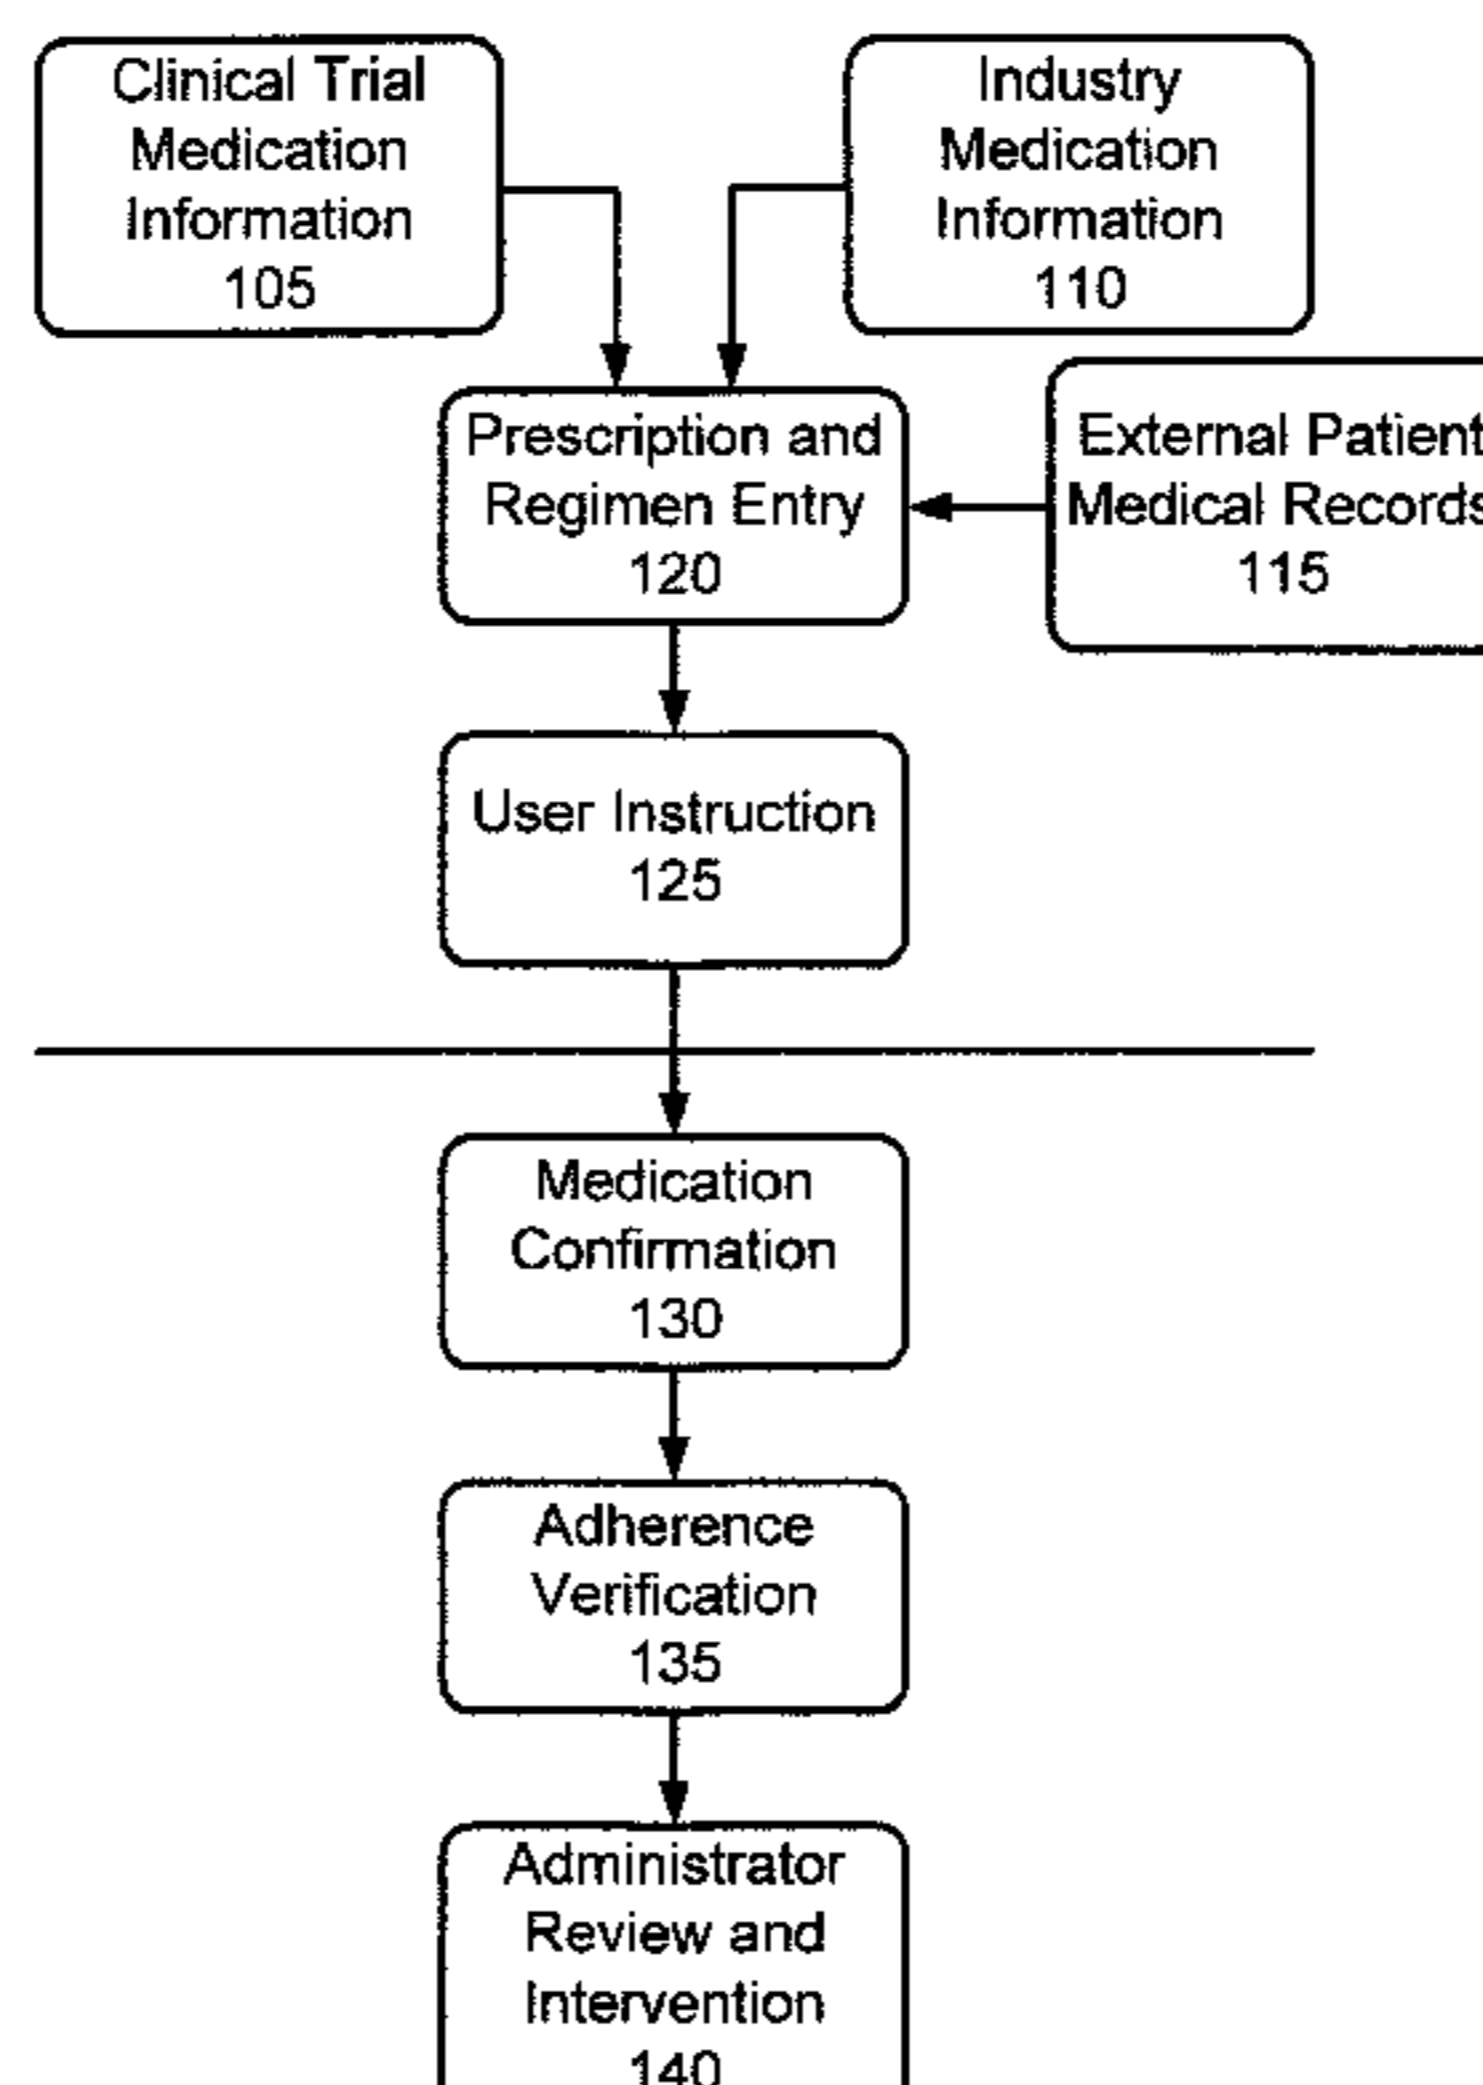 Clinical Trial
Medication
Information
105
Industry
Medication
Information
110
Prescription and
Regimen Entry
120
External Patient
Medical Records
115
User Instruction
125
Medication
Confirmation
130
Adherence
Verification
135
Administrator
Review and
Intervention
140